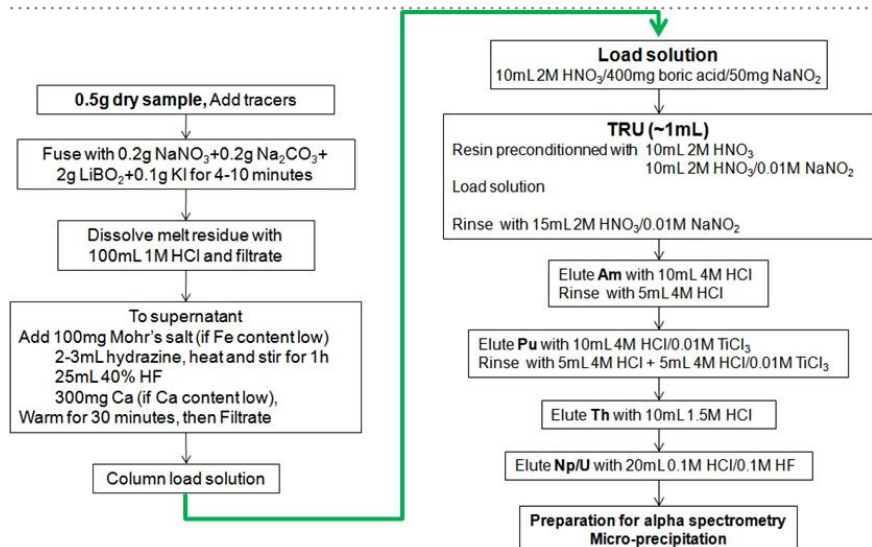 0.5g dry sample, Add tracers
Fuse with 0.2g NaNO₃+0.2g Na₂CO₃+
2g LiBO₂+0.1g KI for 4-10 minutes
Dissolve melt residue with
100mL 1M HCl and filtrate
To supernatant
Add 100mg Mohr's salt (if Fe content low)
2-3mL hydrazine, heat and stir for 1h
25mL 40% HF
300mg Ca (if Ca content low),
Warm for 30 minutes, then Filtrate
Column load solution
Load solution
10mL 2M HNO₃/400mg boric acid/50mg NaNO₂
TRU (~1mL)
Resin preconditionned with 10mL 2M HNO₃
10mL 2M HNO₃/0.01M NaNO₂
Load solution
Rinse with 15mL 2M HNO₃/0.01M NaNO₂
Elute Am with 10mL 4M HCl
Rinse with 5mL 4M HCl
Elute Pu with 10mL 4M HCl/0.01M TiCl₃
Rinse with 5mL 4M HCl + 5mL 4M HCl/0.01M TiCl₃
Elute Th with 10mL 1.5M HCl
Elute Np/U with 20mL 0.1M HCl/0.1M HF
Preparation for alpha spectrometry
Micro-precipitation